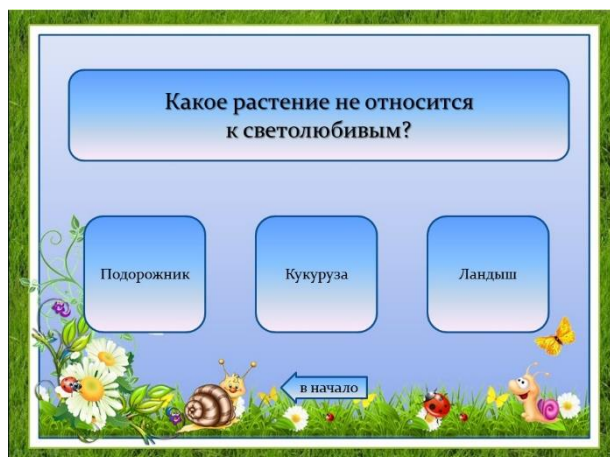 Какое растение не относится
к светолюбивым?
Подорожник
Кукуруза
Ландыш
в начало